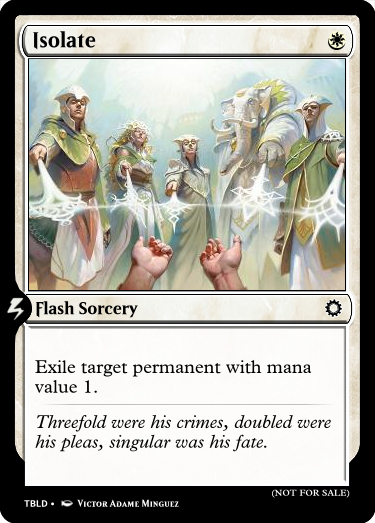 Isolate
Flash Sorcery
Exile target permanent with mana
value 1.
Threefold were his crimes, doubled were
his pleas, singular was his fate.
(NOT FOR SALE)
TBLD • Victor Adame Minguez